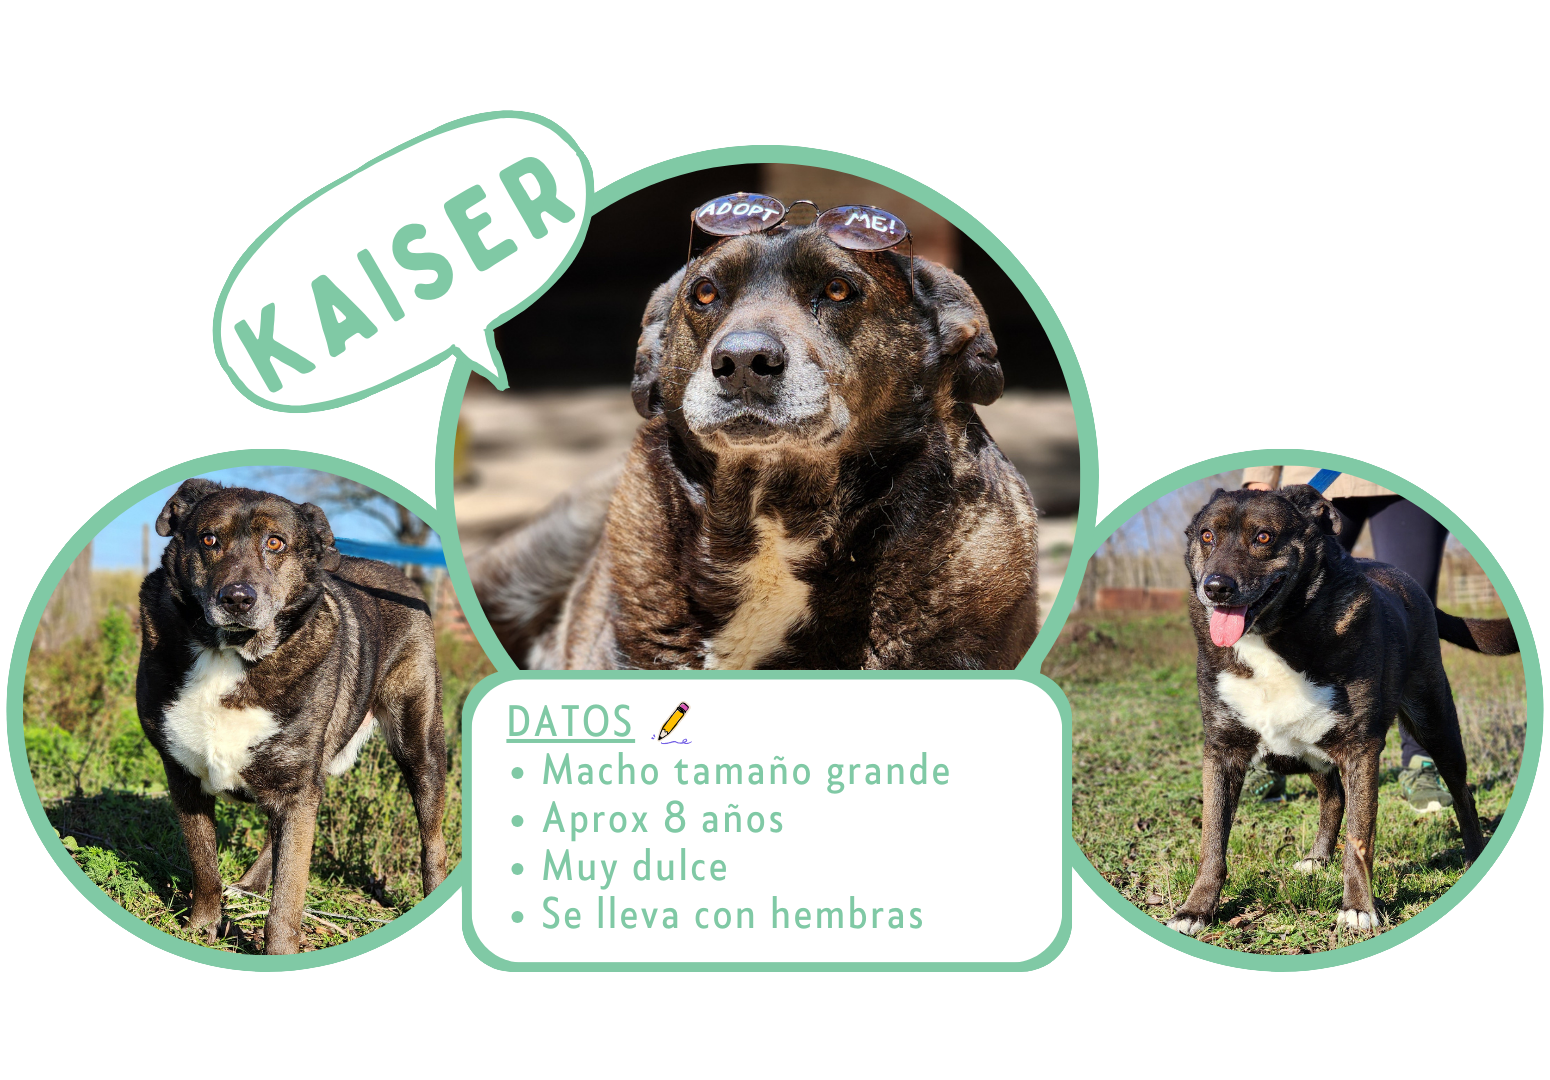 KAISER
ADOPT ME!
DATOS
• Macho tamaño grande
• Aprox 8 años
• Muy dulce
• Se lleva con hembras